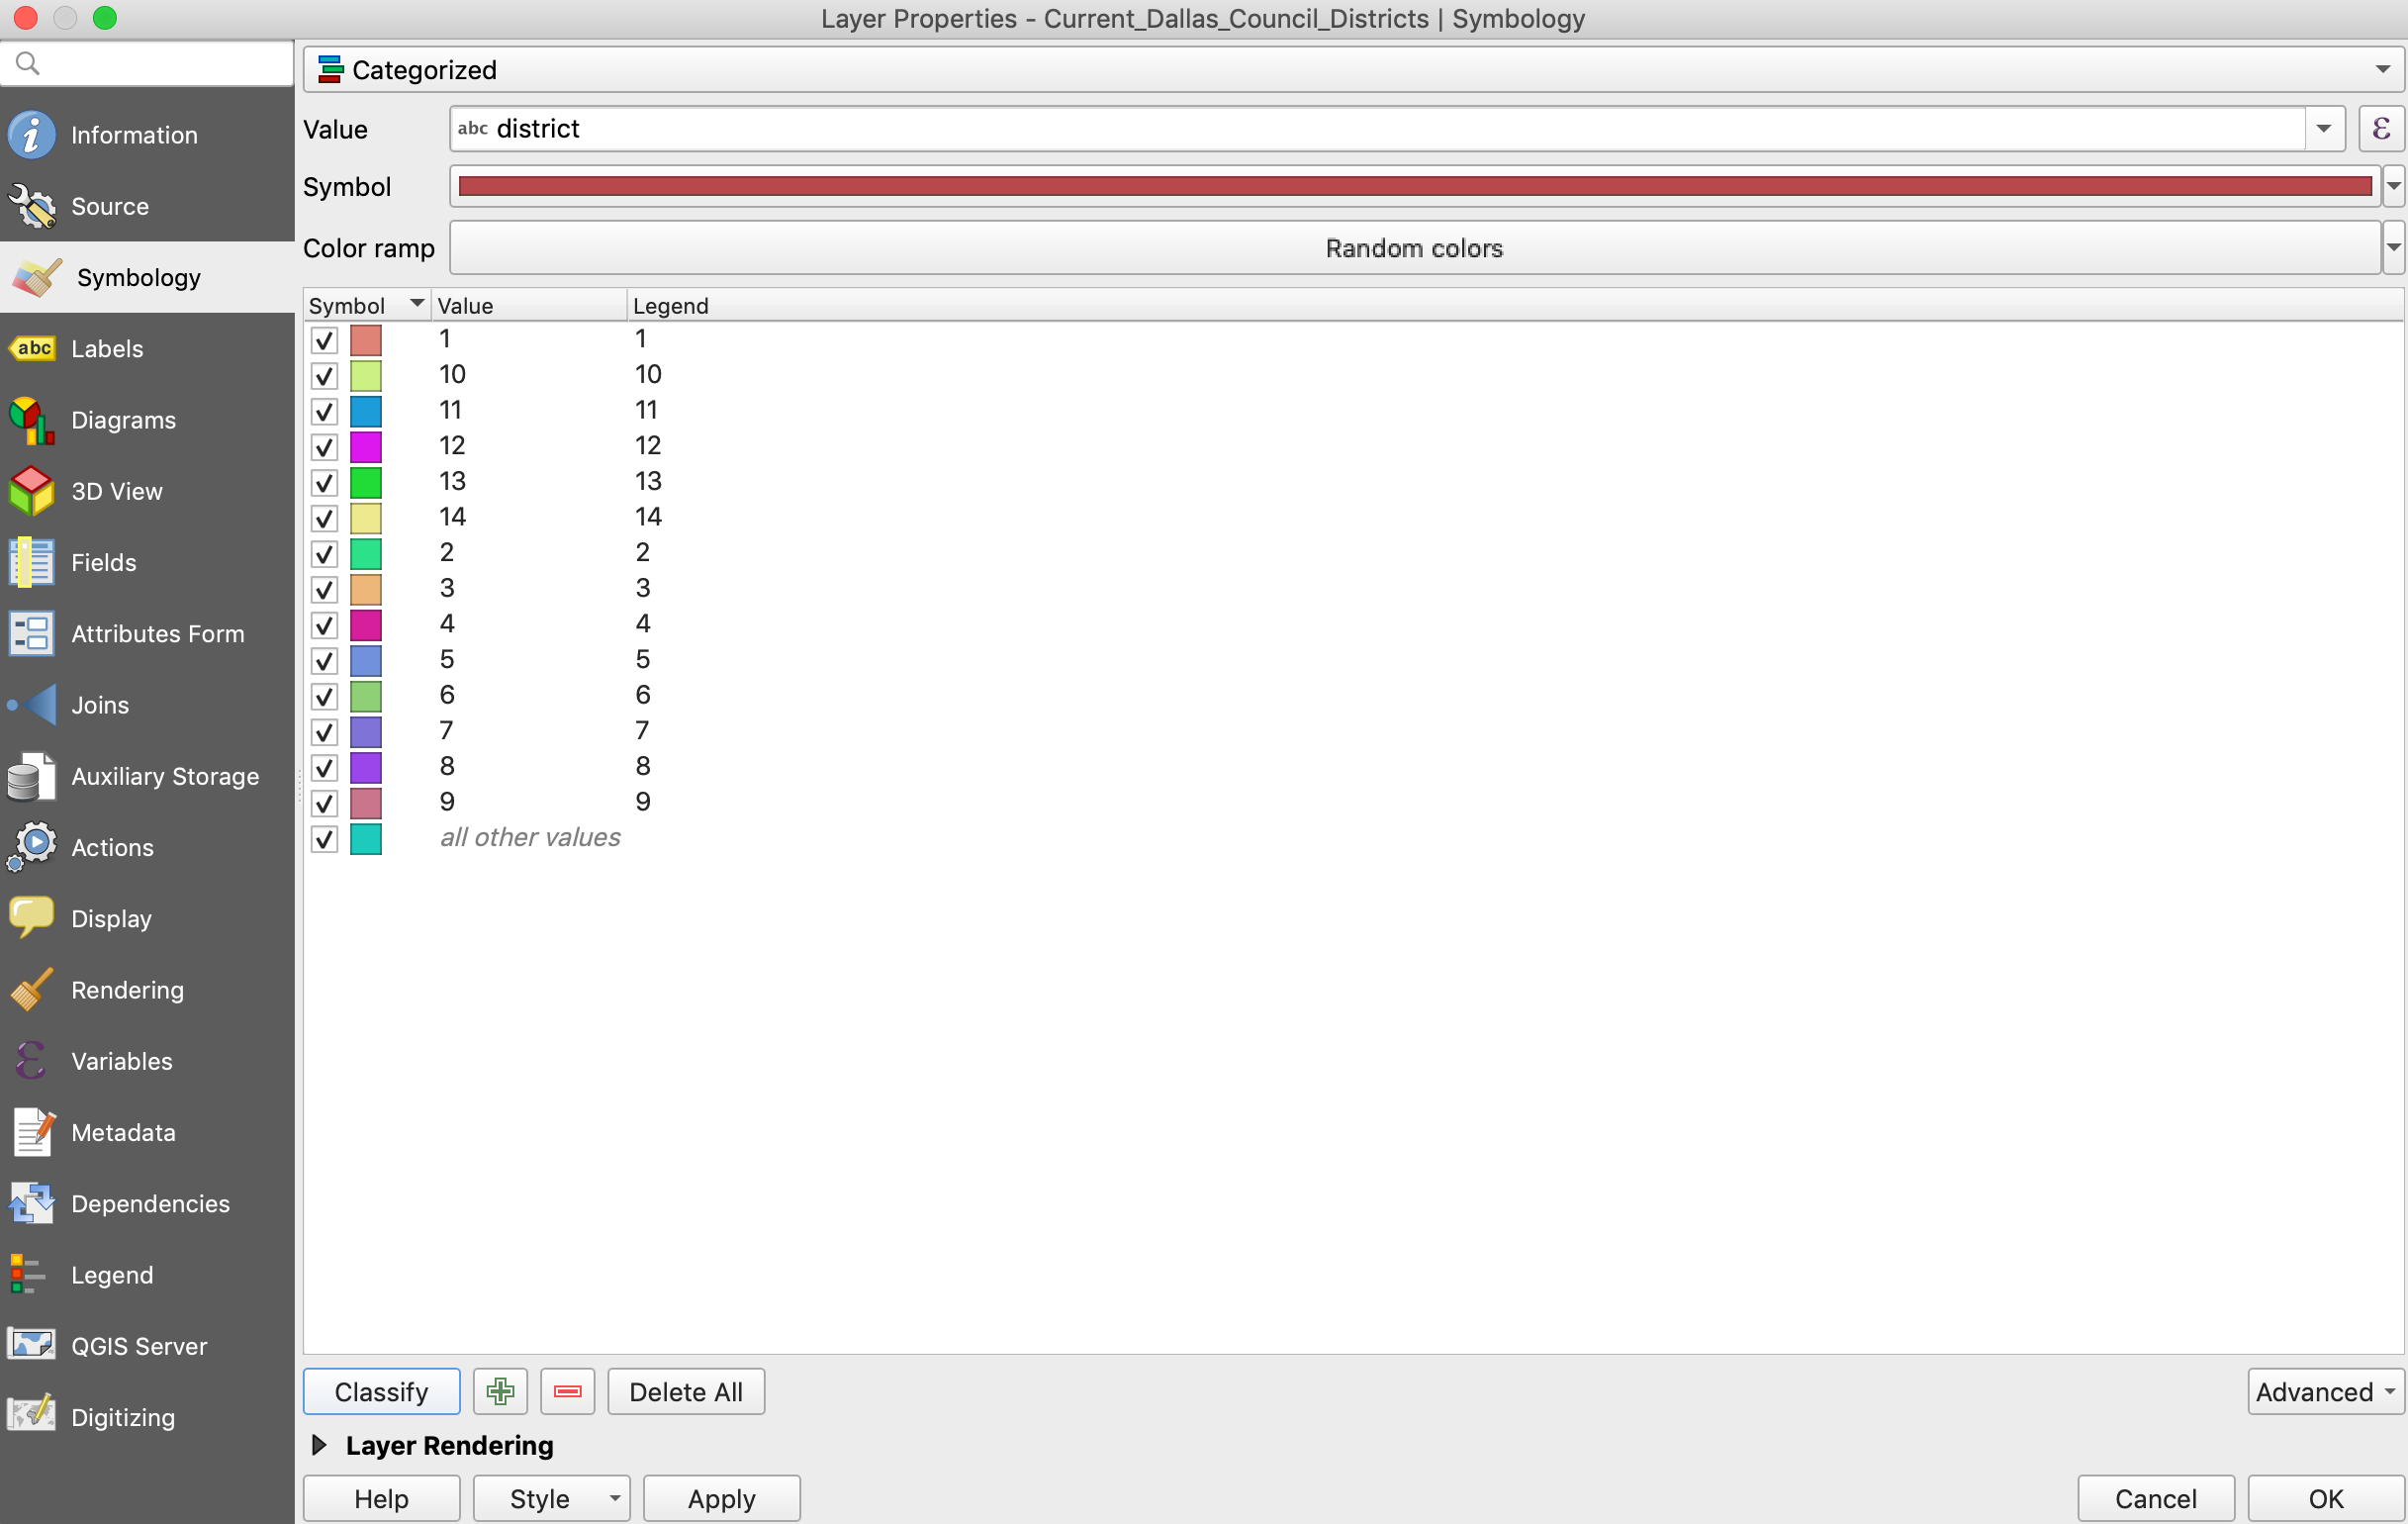 Layer Properties - Current_Dallas_Council_Districts | Symbology
Categorized
Information
Value
abc district
ε
Source
Symbol
Symbology
Color ramp
Random colors
Symbol Value Legend
abc Labels
1 1
10 10
Diagrams
11 11
12 12
3D View
13 13
14 14
Fields
2 2
3 3
Attributes Form
4 4
5 5
Joins
6 6
7 7
Auxiliary Storage
8 8
9 9
Actions
all other values
Display
Rendering
ε Variables
Metadata
Dependencies
Legend
QGIS Server
Digitizing
Classify
Delete All
Advanced
Layer Rendering
Help
Style
Apply
Cancel
OK